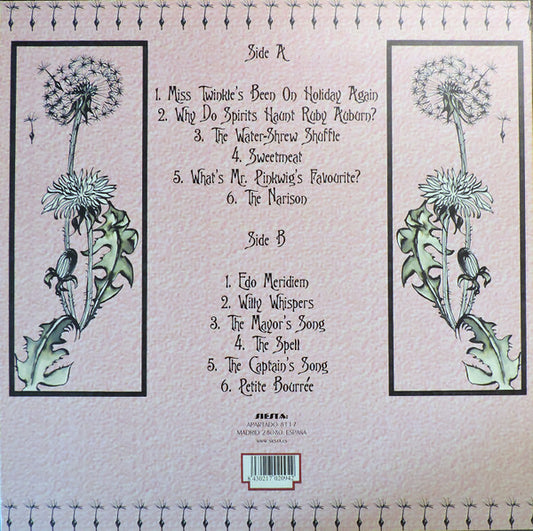 Side A
1. Miss Twinkle's Been On Holiday Again
2. Why Do Spirits Haunt Ruby Auburn?
3. The Water-Shrew Shuffle
4. Sweetmeat
5. What's Mr. Pinkwig's Favourite?
6. The Narison
Side B
1. Edo Meridiem
2. Willy Whispers
3. The Mayor's Song
4. The Spell
5. The Captain's Song
6. Petite Bourrée
SIESTA:
APARTADO 8117
MADRID 28080. ESPAÑA
www.siesta.es
8 430217 020942